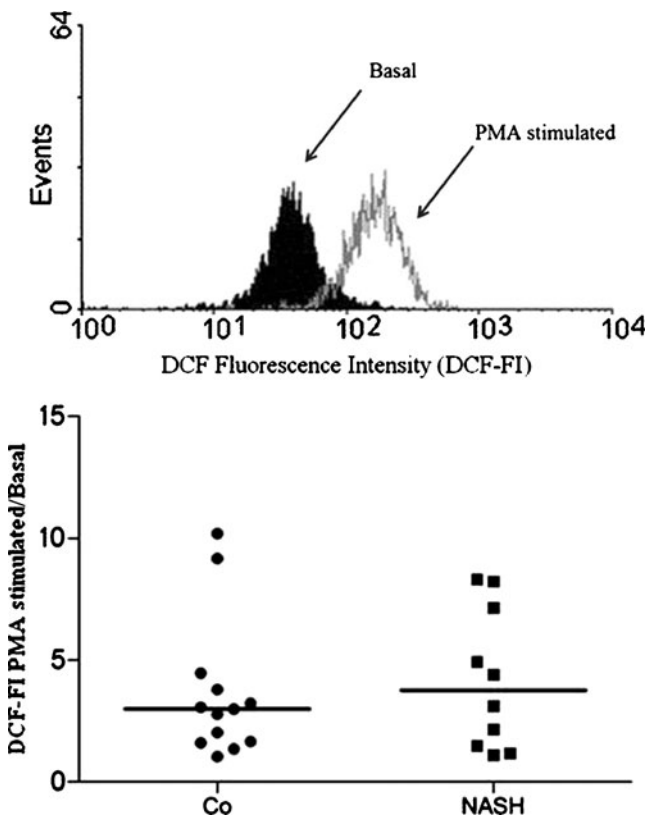 64
Basal
PMA stimulated
Events
0
10⁰ 10¹ 10² 10³ 10⁴
DCF Fluorescence Intensity (DCF-FI)
15
10
5
0
DCF-FI PMA stimulated/Basal
Co NASH